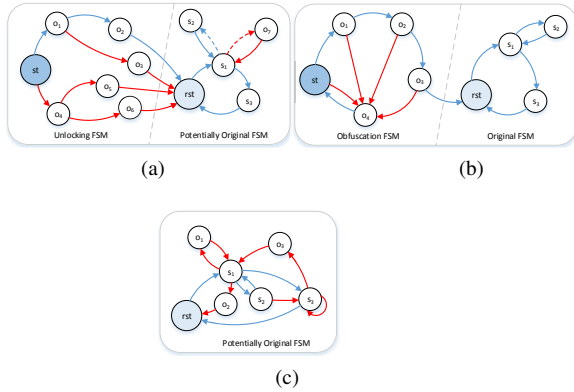 o₁ o₂ s₂ o₇
st o₃ s₁
o₅ rst
o₄ o₆ s₃
Unlocking FSM Potentially Original FSM
(a)
o₁ o₂ s₁ s₂
st o₃ rst
o₄ s₃
Obfuscation FSM Original FSM
(b)
o₁ o₃
s₁
o₂ s₂ s₃
rst
Potentially Original FSM
(c)